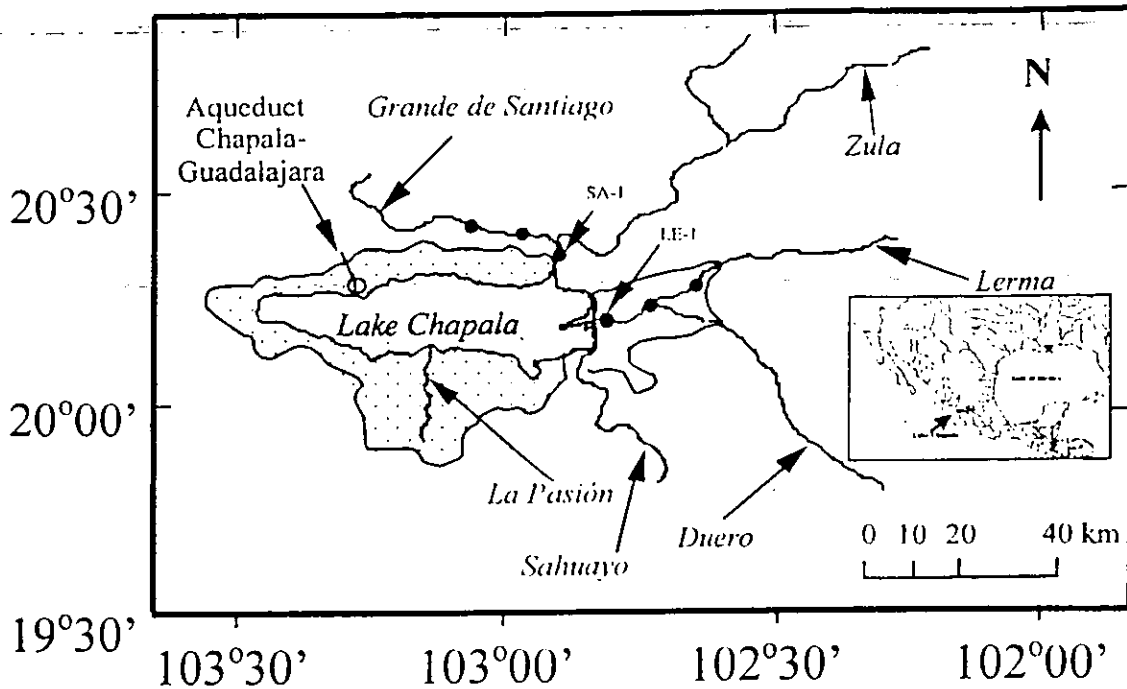 Aqueduct
Chapala-
Guadalajara
Grande de Santiago
Zula
N
SA-1
LE-1
Lerma
Lake Chapala
La Pasión
Sahuayo
Duero
0 10 20 40 km
20°30’
20°00’
19°30’
103°30’ 103°00’ 102°30’ 102°00’